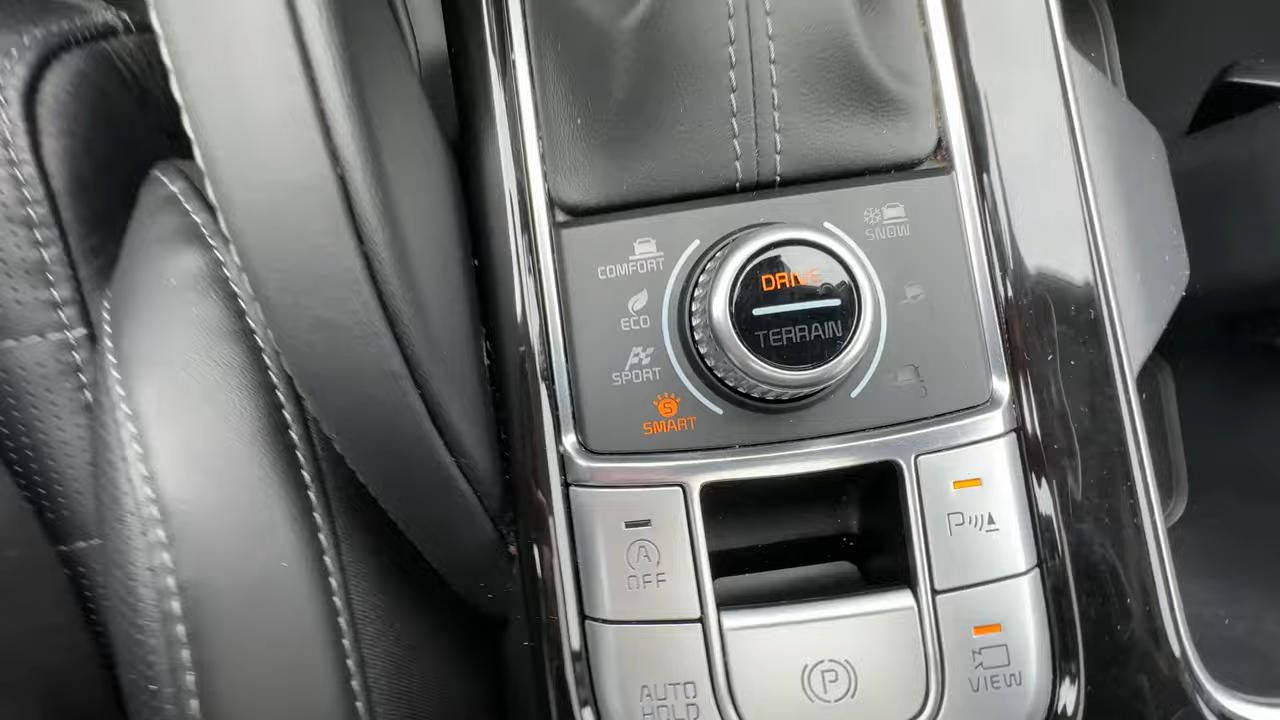 COMFORT
ECO
SPORT
SMART
DRIVE
TERRAIN
SNOW
A
OFF
AUTO
HOLD
P
P
VIEW